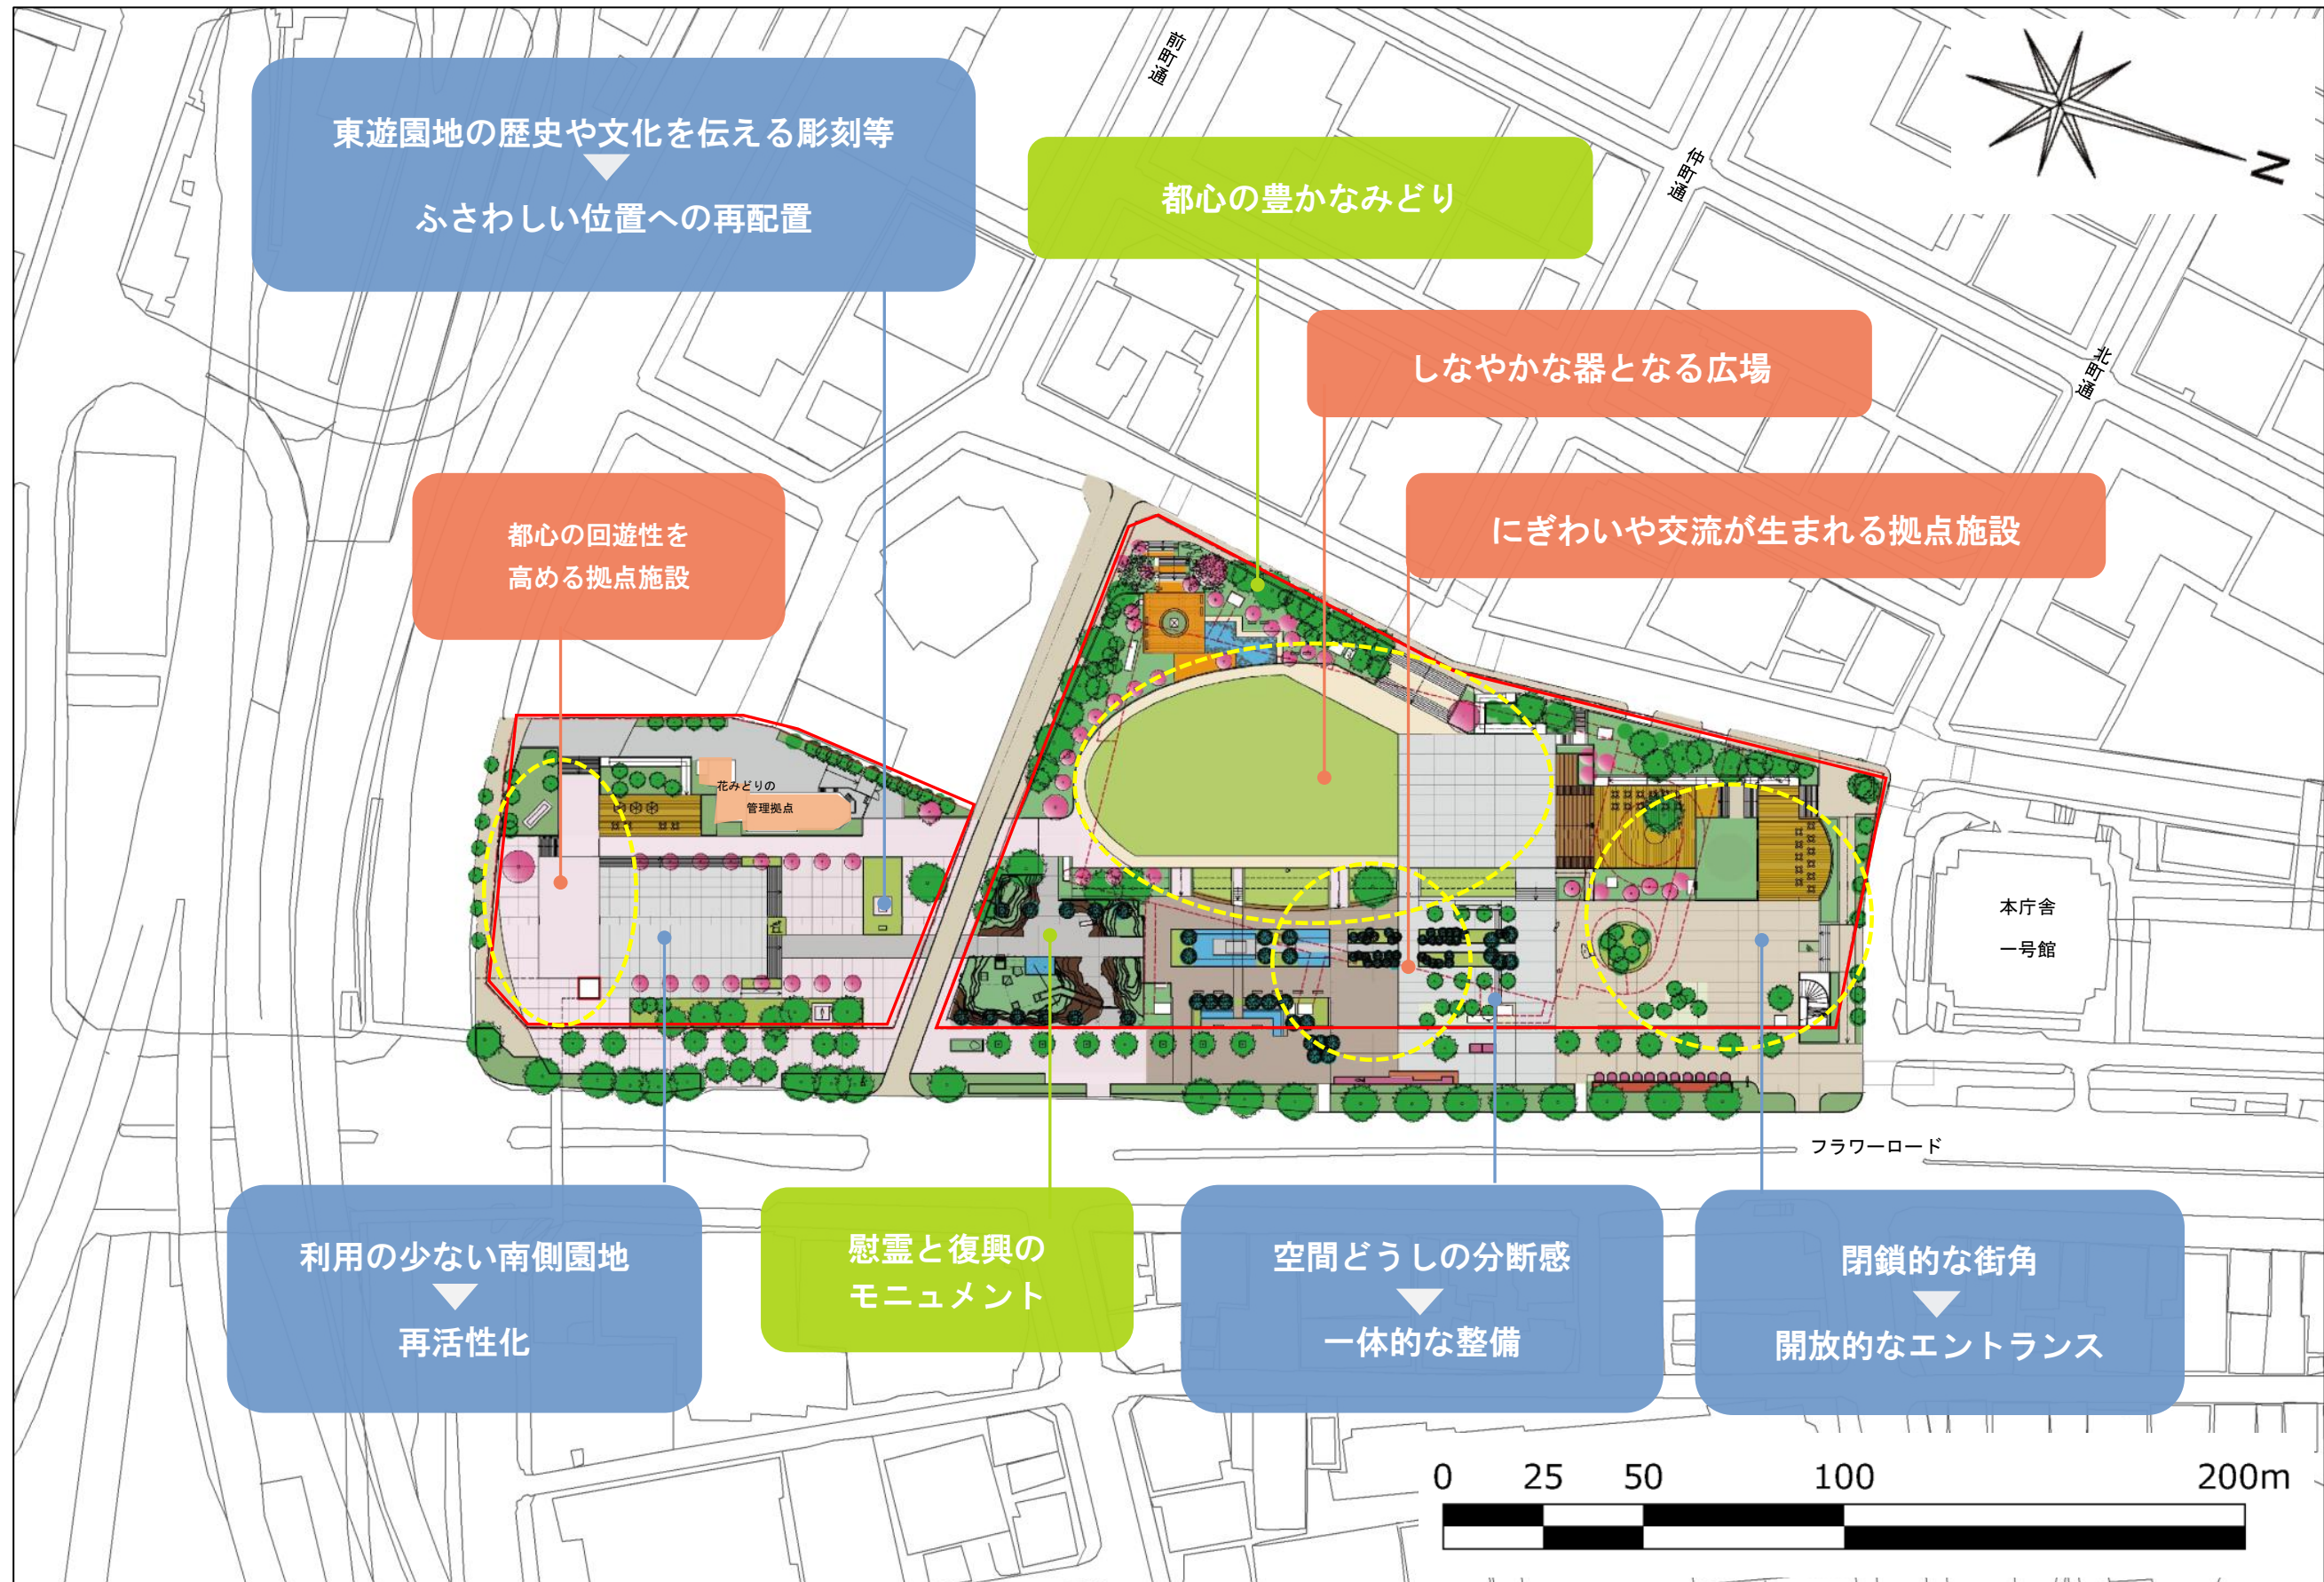 前町通
仲町通
北町通
N
東遊園地の歴史や文化を伝える彫刻等
ふさわしい位置への再配置
都心の豊かなみどり
しなやかな器となる広場
にぎわいや交流が生まれる拠点施設
都心の回遊性を
高める拠点施設
花みどりの
管理拠点
本庁舎
一号館
フラワーロード
利用の少ない南側園地
再活性化
慰霊と復興の
モニュメント
空間どうしの分断感
一体的な整備
閉鎖的な街角
開放的なエントランス
0 25 50 100 200m